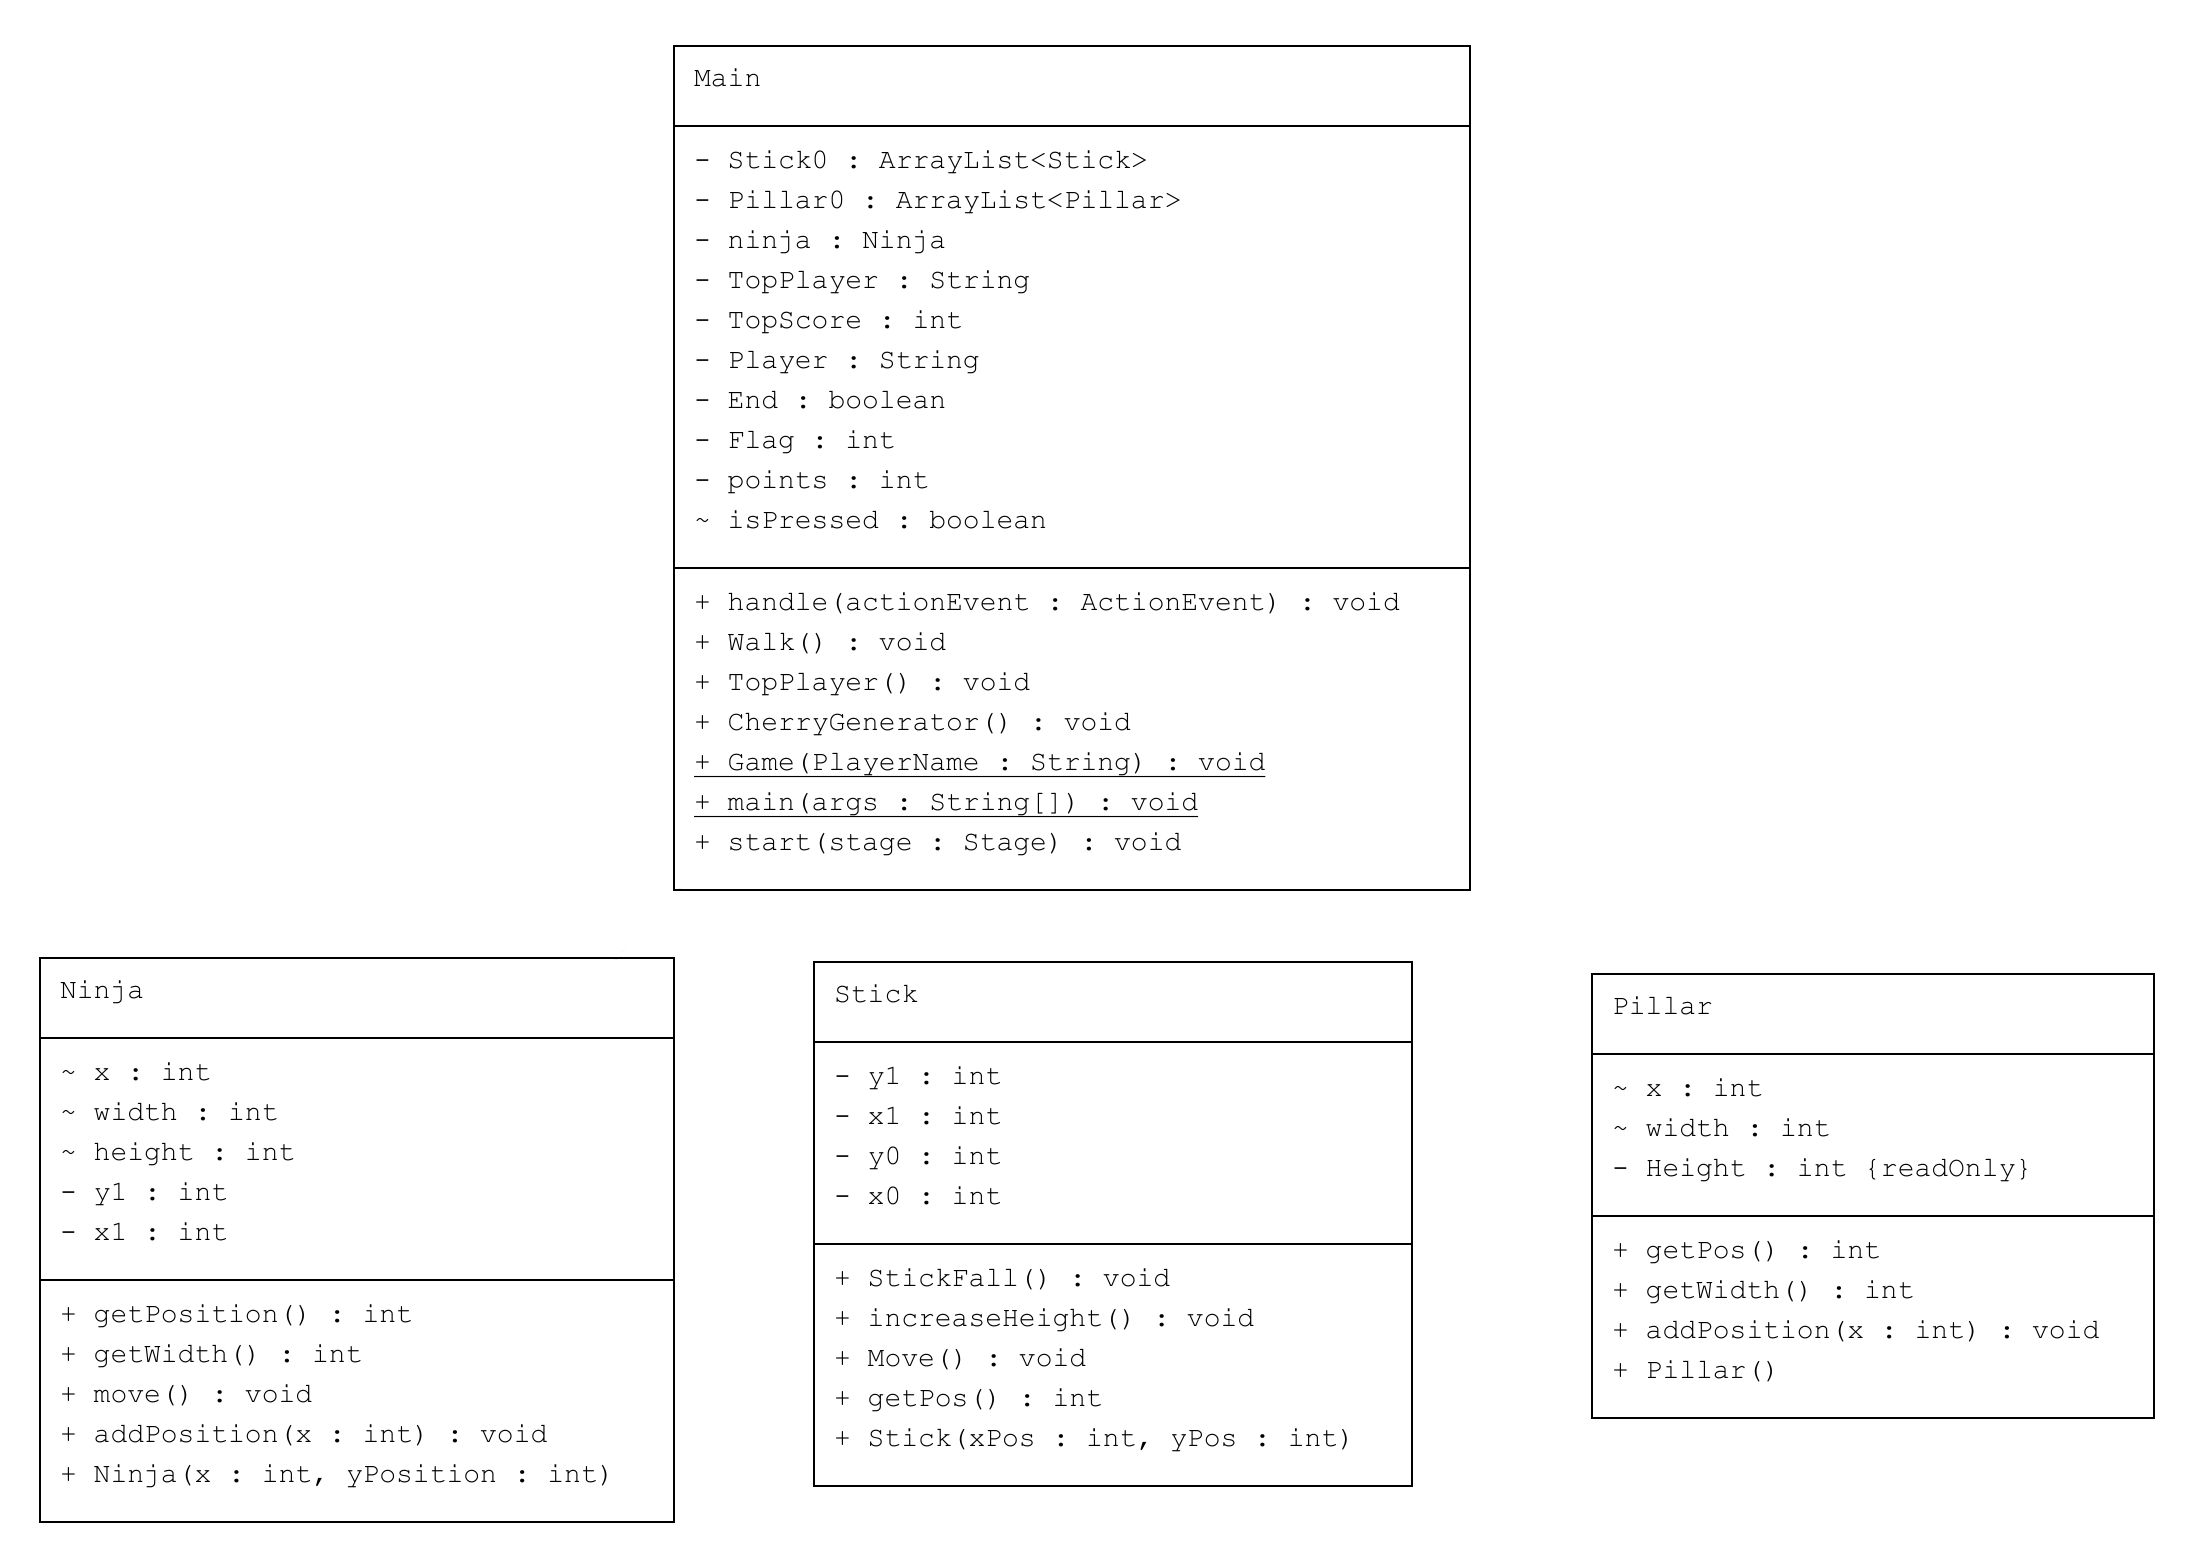 Main
- Stick0 : ArrayList<Stick>
- Pillar0 : ArrayList<Pillar>
- ninja : Ninja
- TopPlayer : String
- TopScore : int
- Player : String
- End : boolean
- Flag : int
- points : int
~ isPressed : boolean
+ handle(actionEvent : ActionEvent) : void
+ Walk() : void
+ TopPlayer() : void
+ CherryGenerator() : void
+ Game(PlayerName : String) : void
+ main(args : String[]) : void
+ start(stage : Stage) : void
Ninja
~ x : int
~ width : int
~ height : int
- y1 : int
- x1 : int
+ getPosition() : int
+ getWidth() : int
+ move() : void
+ addPosition(x : int) : void
+ Ninja(x : int, yPosition : int)
Stick
- y1 : int
- x1 : int
- y0 : int
- x0 : int
+ StickFall() : void
+ increaseHeight() : void
+ Move() : void
+ getPos() : int
+ Stick(xPos : int, yPos : int)
Pillar
~ x : int
~ width : int
- Height : int {readOnly}
+ getPos() : int
+ getWidth() : int
+ addPosition(x : int) : void
+ Pillar()